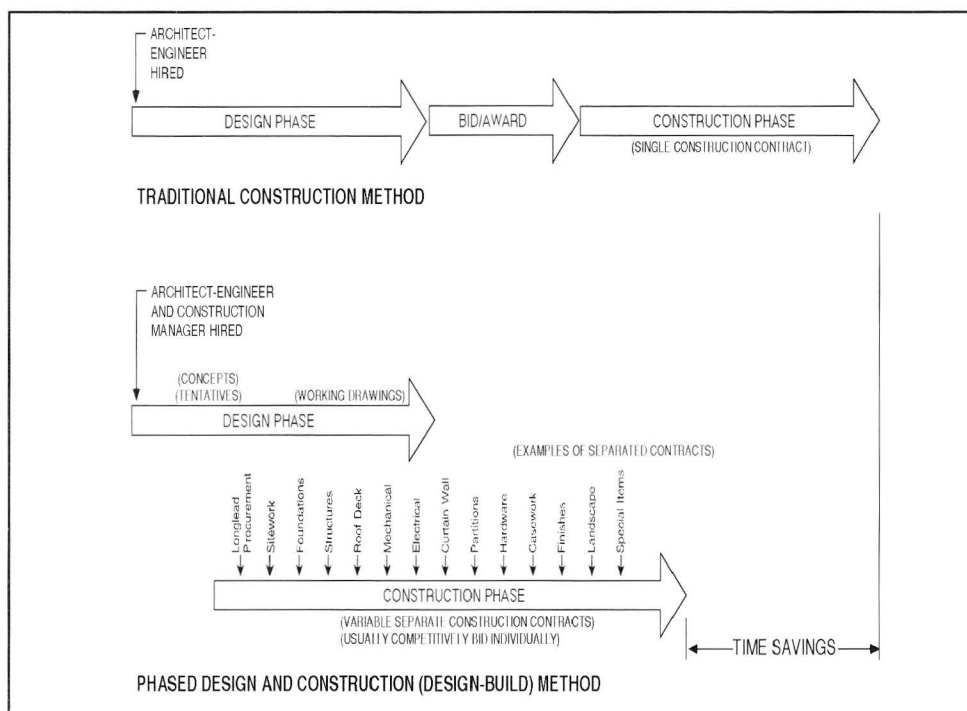 ARCHITECT-
ENGINEER
HIRED
DESIGN PHASE
BID/AWARD
CONSTRUCTION PHASE
(SINGLE CONSTRUCTION CONTRACT)
TRADITIONAL CONSTRUCTION METHOD
ARCHITECT-ENGINEER
AND CONSTRUCTION
MANAGER HIRED
(CONCEPTS)
(TENTATIVES)
(WORKING DRAWINGS)
DESIGN PHASE
(EXAMPLES OF SEPARATED CONTRACTS)
Longlead
Procurement
Sitework
Foundations
Structures
Roof Deck
Mechanical
Electrical
Curtain Wall
Partitions
Hardware
Casework
Finishes
Landscape
Special Items
CONSTRUCTION PHASE
(VARIABLE SEPARATE CONSTRUCTION CONTRACTS)
(USUALLY COMPETITIVELY BID INDIVIDUALLY)
TIME SAVINGS
PHASED DESIGN AND CONSTRUCTION (DESIGN-BUILD) METHOD